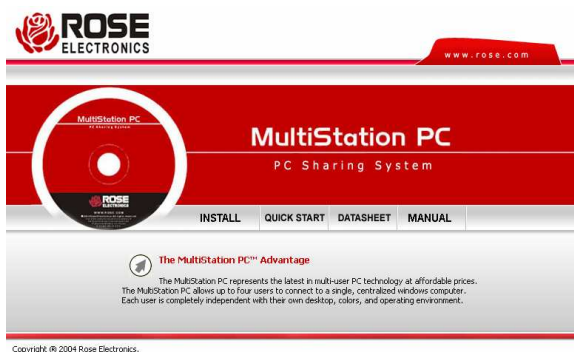 ROSE
ELECTRONICS
www.rose.com
MultiStation PC
PC Sharing System
ROSE
ELECTRONICS
WWW.ROSE.COM
MultiStation PC
PC Sharing System
INSTALL QUICK START DATASHEET MANUAL
The MultiStation PC™ Advantage
The MultiStation PC represents the latest in multi-user PC technology at affordable prices.
The MultiStation PC allows up to four users to connect to a single, centralized windows computer.
Each user is completely independent with their own desktop, colors, and operating environment.
Copyright ® 2004 Rose Electronics.